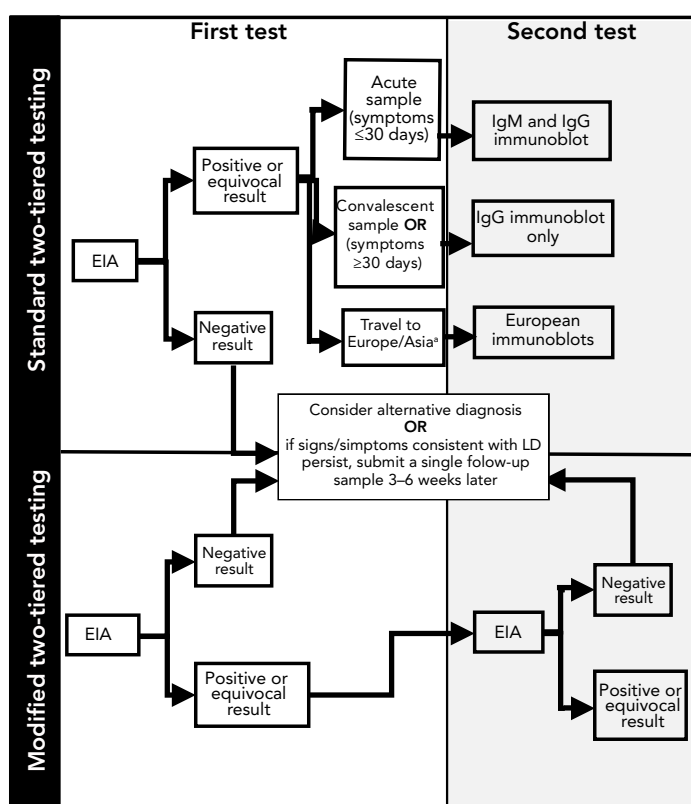 First test
Second test
Standard two-tiered testing
EIA
Positive or
equivocal
result
Negative
result
Acute
sample
(symptoms
≤30 days)
Convalescent
sample OR
(symptoms
≥30 days)
Travel to
Europe/Asiaᵃ
IgM and IgG
immunoblot
IgG immunoblot
only
European
immunoblots
Consider alternative diagnosis
OR
if signs/simptoms consistent with LD
persist, submit a single folow-up
sample 3–6 weeks later
Modified two-tiered testing
EIA
Negative
result
Positive or
equivocal
result
EIA
Negative
result
Positive or
equivocal
result